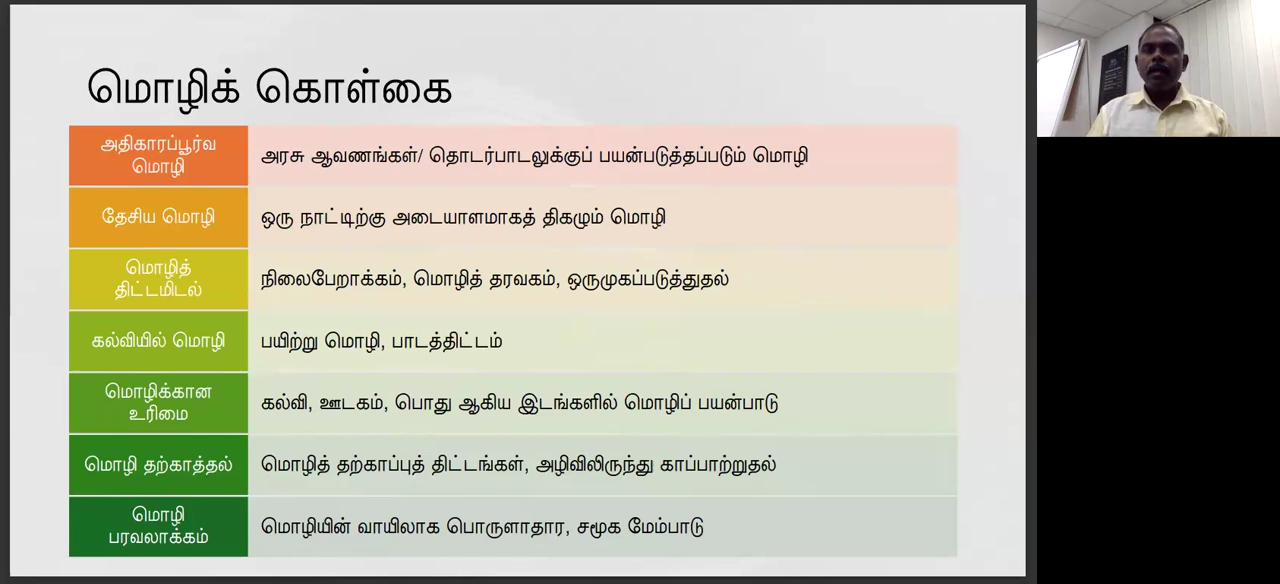 மொழிக் கொள்கை
அதிகாரப்பூர்வ
மொழி
அரசு ஆவணங்கள்/ தொடர்பாடலுக்குப் பயன்படுத்தப்படும் மொழி
தேசிய மொழி
ஒரு நாட்டிற்கு அடையாளமாகத் திகழும் மொழி
மொழித்
திட்டமிடல்
நிலைபேறாக்கம், மொழித் தரவகம், ஒருமுகப்படுத்துதல்
கல்வியில் மொழி
பயிற்று மொழி, பாடத்திட்டம்
மொழிக்கான
உரிமை
கல்வி, ஊடகம், பொது ஆகிய இடங்களில் மொழிப் பயன்பாடு
மொழி தற்காத்தல்
மொழித் தற்காப்புத் திட்டங்கள், அழிவிலிருந்து காப்பாற்றுதல்
மொழி
பரவலாக்கம்
மொழியின் வாயிலாக பொருளாதார, சமூக மேம்பாடு